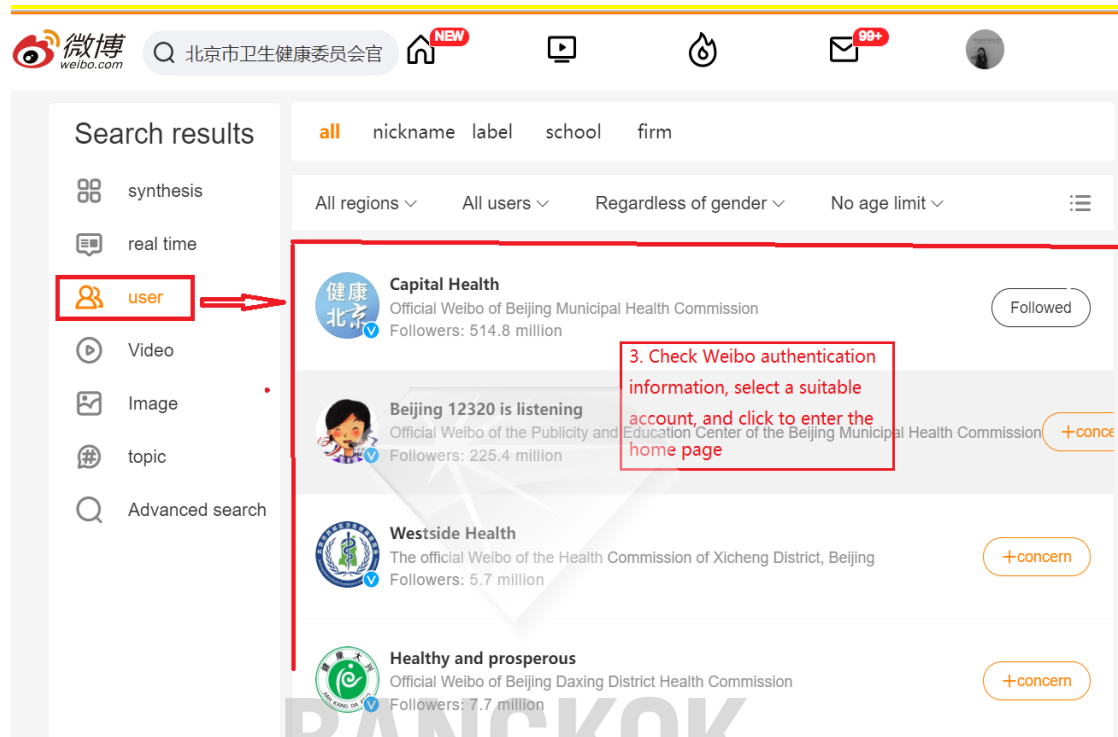 微博
weibo.com
北京市卫生健康委员会官
NEW
99+
Search results
all nickname label school firm
synthesis
All regions All users Regardless of gender No age limit
real time
user
Video
Image
topic
Advanced search
健康
北京
Capital Health
Official Weibo of Beijing Municipal Health Commission
Followers: 514.8 million
Followed
3. Check Weibo authentication
information, select a suitable
account, and click to enter the
home page
Beijing 12320 is listening
Official Weibo of the Publicity and Education Center of the Beijing Municipal Health Commission
Followers: 225.4 million
+conce
Westside Health
The official Weibo of the Health Commission of Xicheng District, Beijing
Followers: 5.7 million
+concern
健康大兴
Healthy and prosperous
Official Weibo of Beijing Daxing District Health Commission
Followers: 7.7 million
+concern
BANGKOK